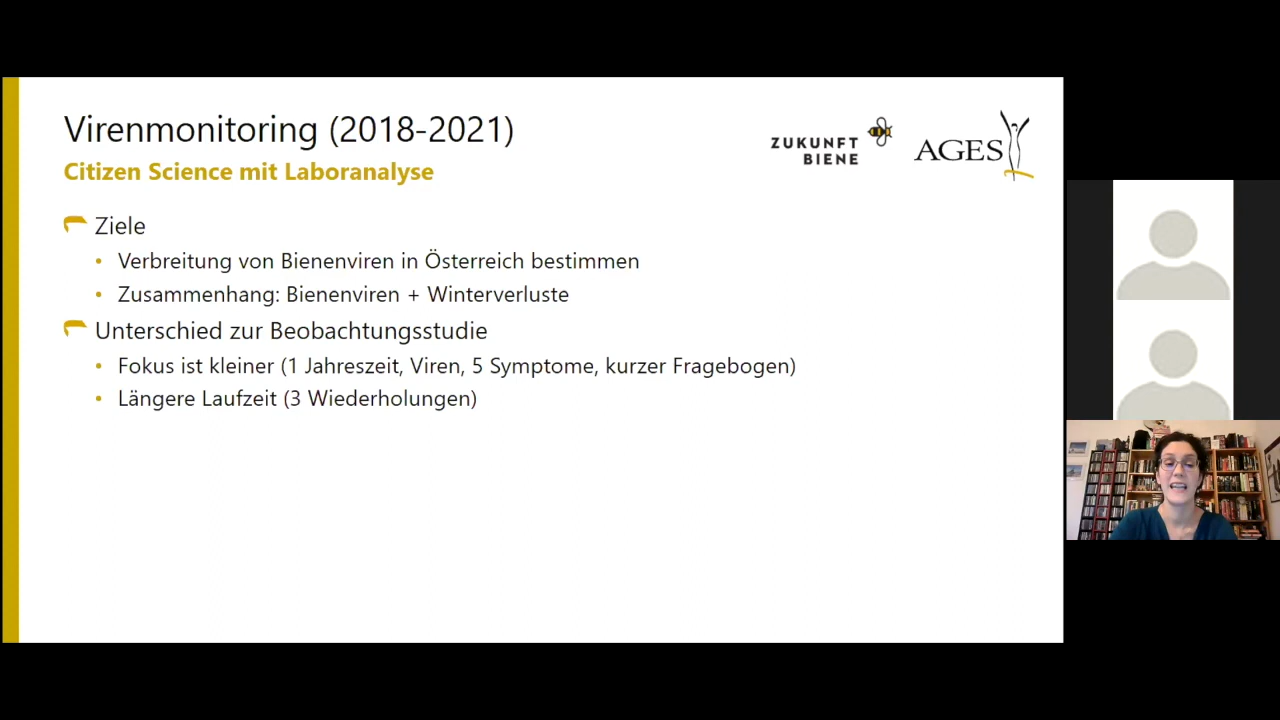 Virenmonitoring (2018-2021)
Citizen Science mit Laboranalyse
ZUKUNFT
BIENE
AGES
Ziele
• Verbreitung von Bienenviren in Österreich bestimmen
• Zusammenhang: Bienenviren + Winterverluste
Unterschied zur Beobachtungsstudie
• Fokus ist kleiner (1 Jahreszeit, Viren, 5 Symptome, kurzer Fragebogen)
• Längere Laufzeit (3 Wiederholungen)